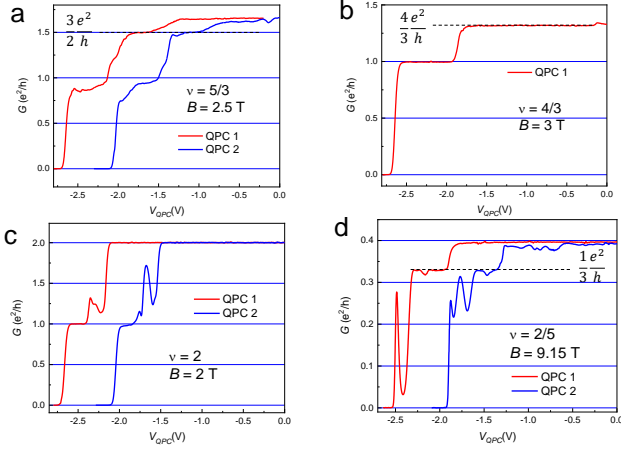 a
3 e²
2 h
1.5
1.0
0.5
0.0
G (e²/h)
ν = 5/3
B = 2.5 T
QPC 1
QPC 2
-2.5 -2.0 -1.5 -1.0 -0.5 0.0
V_QPC(V)
b
4 e²
3 h
1.5
1.0
0.5
0.0
G (e²/h)
QPC 1
ν = 4/3
B = 3 T
-2.5 -2.0 -1.5 -1.0 -0.5 0.0
V_QPC(V)
c
2.0
1.5
1.0
0.5
0.0
G (e²/h)
QPC 1
QPC 2
ν = 2
B = 2 T
-2.5 -2.0 -1.5 -1.0 -0.5 0.0
V_QPC(V)
d
0.4
0.3
0.2
0.1
0.0
G (e²/h)
1 e²
3 h
ν = 2/5
B = 9.15 T
QPC 1
QPC 2
-2.5 -2.0 -1.5 -1.0 -0.5 0.0
V_QPC(V)